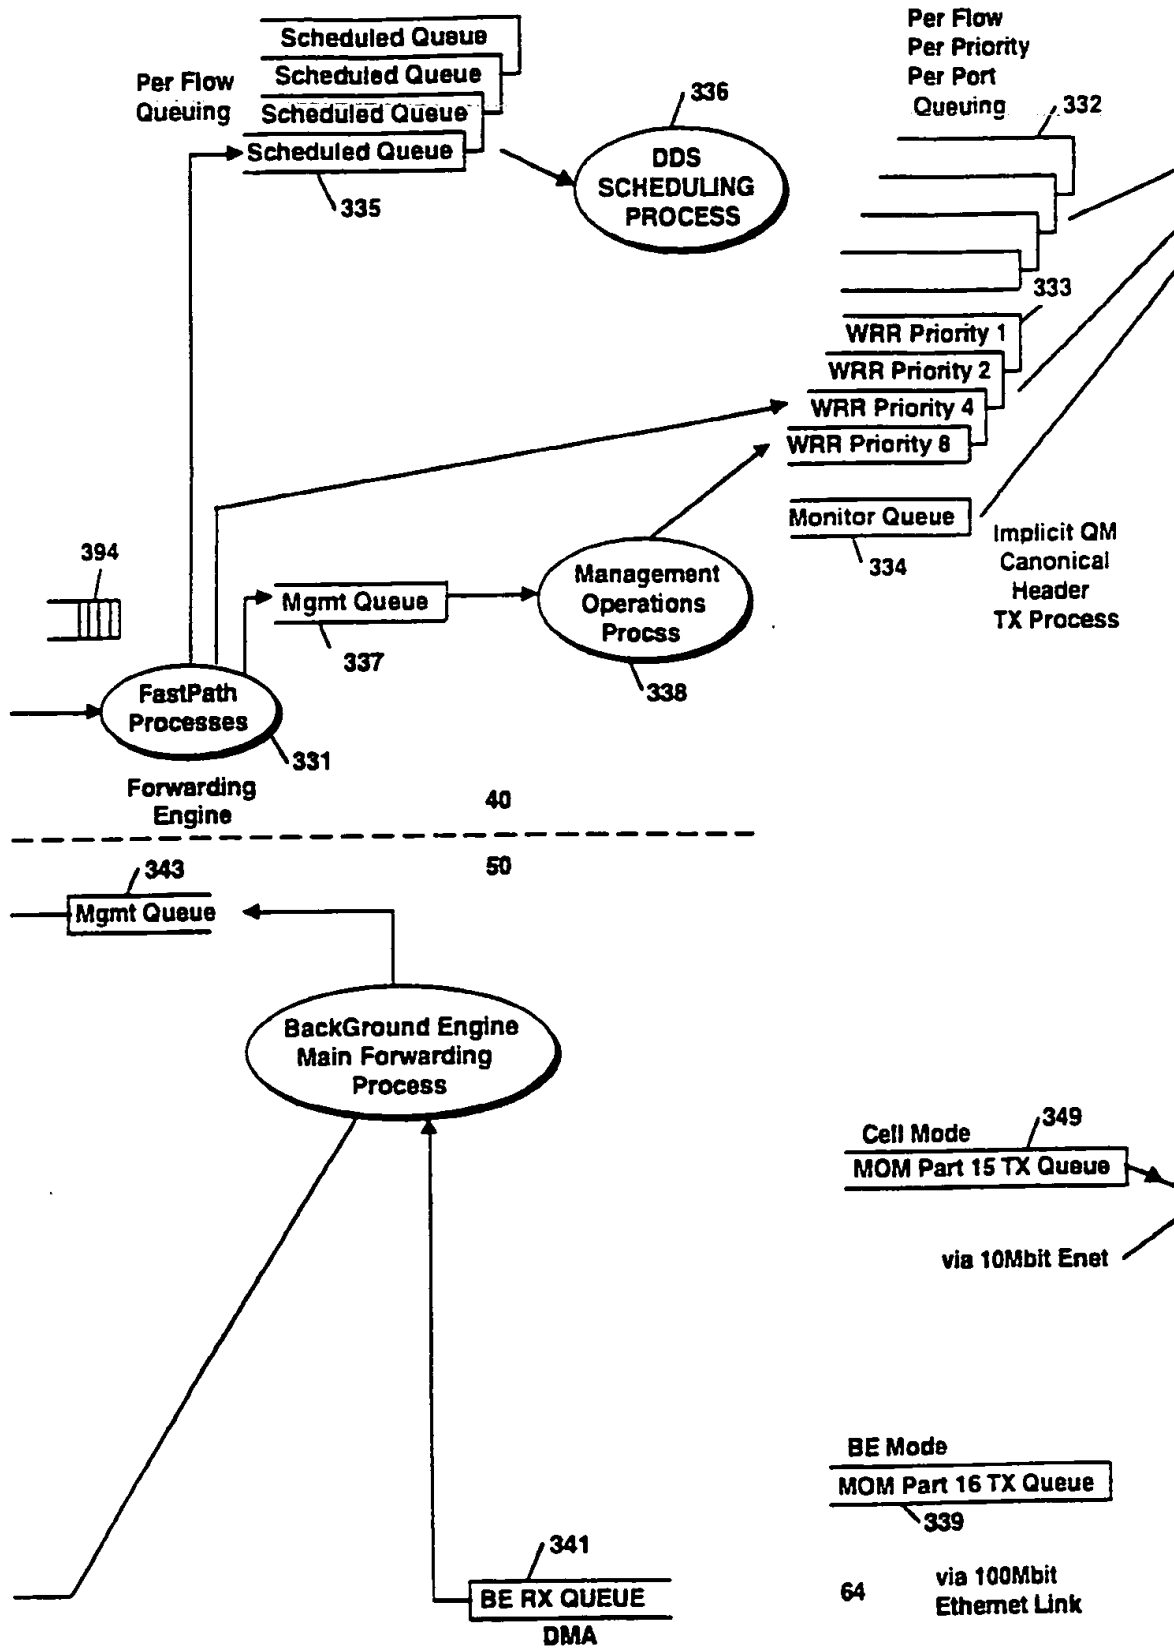 Scheduled Queue
Scheduled Queue
Scheduled Queue
Scheduled Queue
Per Flow
Queuing
335
336
DDS
SCHEDULING
PROCESS
Per Flow
Per Priority
Per Port
Queuing
332
333
WRR Priority 1
WRR Priority 2
WRR Priority 4
WRR Priority 8
Monitor Queue
334
Implicit QM
Canonical
Header
TX Process
394
Mgmt Queue
337
Management
Operations
Procss
338
FastPath
Processes
331
Forwarding
Engine
40
50
343
Mgmt Queue
BackGround Engine
Main Forwarding
Process
349
Cell Mode
MOM Part 15 TX Queue
via 10Mbit Enet
BE Mode
MOM Part 16 TX Queue
339
341
BE RX QUEUE
DMA
64
via 100Mbit
Ethernet Link